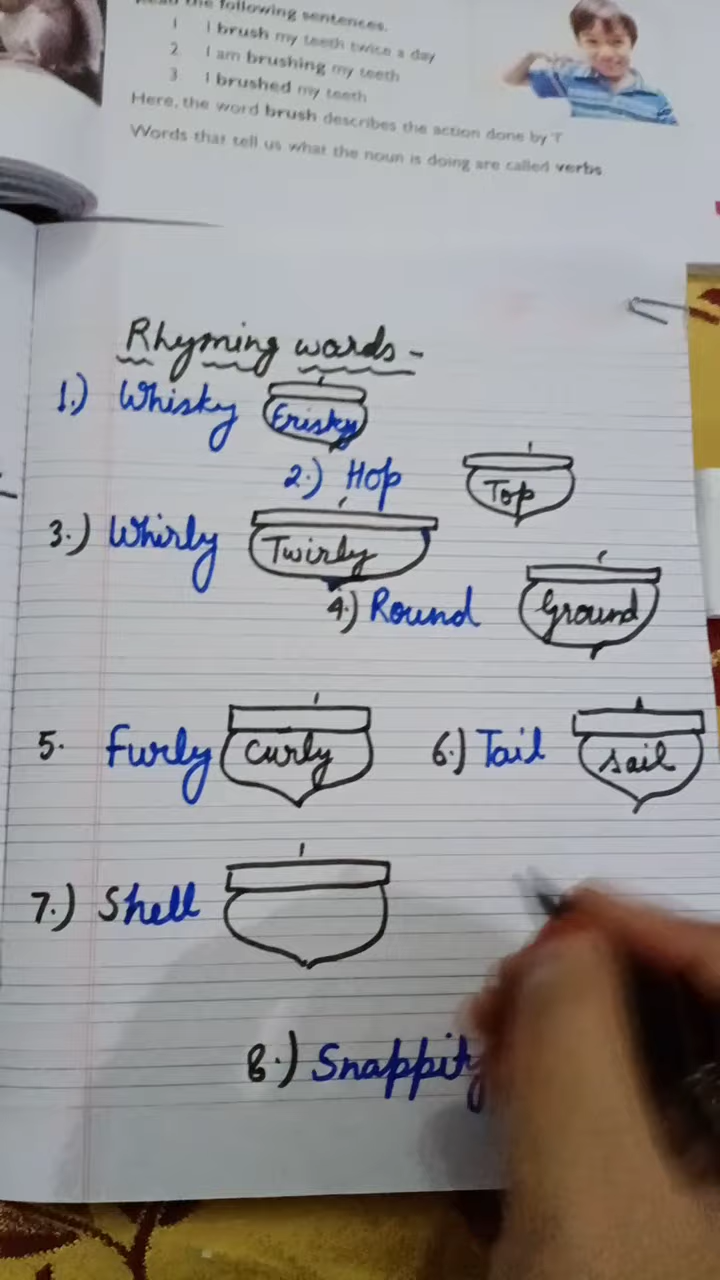 the following sentences.
1 I brush my teeth twice a day
2 I am brushing my teeth
3 I brushed my teeth
Here, the word brush describes the action done by 'I'
Words that tell us what the noun is doing are called verbs
Rhyming words -
1.) Whisky Frisky
2.) Hop Top
3.) Whirly Twirly
4.) Round Ground
5. Furly Curly 6.) Tail Sail
7.) Shell
8.) Snappity